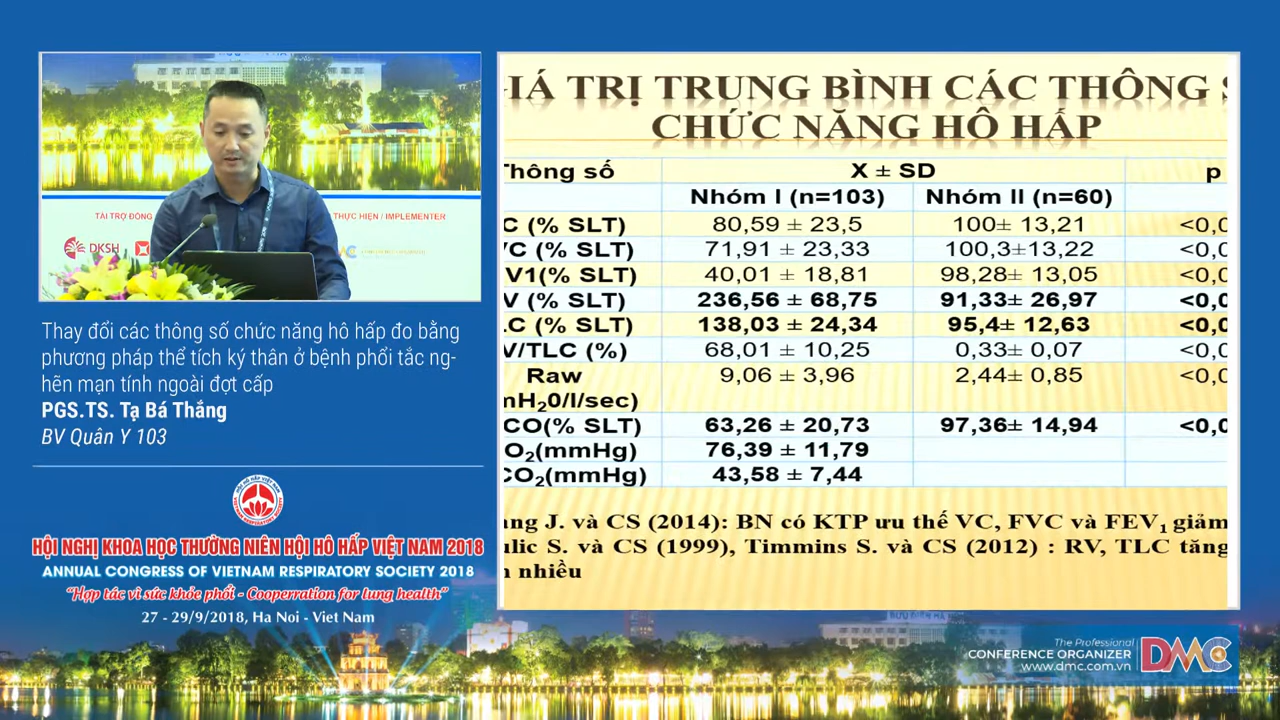 TÀI TRỢ ĐỒNG
THỰC HIỆN / IMPLEMENTER
DKSH
Thay đổi các thông số chức năng hô hấp đo bằng
phương pháp thể tích ký thân ở bệnh phổi tắc ng-
hẽn mạn tính ngoài đợt cấp
PGS.TS. Tạ Bá Thắng
BV Quân Y 103
HỘI NGHỊ KHOA HỌC THƯỜNG NIÊN HỘI HÔ HẤP VIỆT NAM 2018
ANNUAL CONGRESS OF VIETNAM RESPIRATORY SOCIETY 2018
"Hợp tác vì sức khỏe phổi - Cooperration for lung health"
27 - 29/9/2018, Ha Noi - Viet Nam
IÁ TRỊ TRUNG BÌNH CÁC THÔNG S
CHỨC NĂNG HÔ HẤP
Thông số X ± SD p
Nhóm I (n=103) Nhóm II (n=60)
C (% SLT) 80,59 ± 23,5 100± 13,21 <0,0
VC (% SLT) 71,91 ± 23,33 100,3±13,22 <0,0
V1(% SLT) 40,01 ± 18,81 98,28± 13,05 <0,0
V (% SLT) 236,56 ± 68,75 91,33± 26,97 <0,0
LC (% SLT) 138,03 ± 24,34 95,4± 12,63 <0,0
V/TLC (%) 68,01 ± 10,25 0,33± 0,07 <0,0
Raw 9,06 ± 3,96 2,44± 0,85 <0,0
mH₂0/l/sec)
CO(% SLT) 63,26 ± 20,73 97,36± 14,94 <0,0
O₂(mmHg) 76,39 ± 11,79
CO₂(mmHg) 43,58 ± 7,44
ang J. và CS (2014): BN có KTP ưu thế VC, FVC và FEV₁ giảm
ulic S. và CS (1999), Timmins S. và CS (2012) : RV, TLC tăng
n nhiều
The Professional
CONFERENCE ORGANIZER
www.dmc.com.vn
DMC